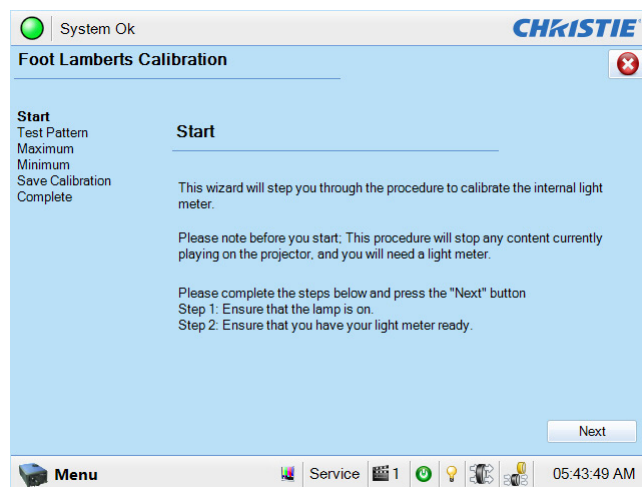 System Ok
CHRISTIE
Foot Lamberts Calibration
Start
Test Pattern
Maximum
Minimum
Save Calibration
Complete
Start
This wizard will step you through the procedure to calibrate the internal light
meter.
Please note before you start; This procedure will stop any content currently
playing on the projector, and you will need a light meter.
Please complete the steps below and press the "Next" button
Step 1: Ensure that the lamp is on.
Step 2: Ensure that you have your light meter ready.
Next
Menu
Service
1
05:43:49 AM